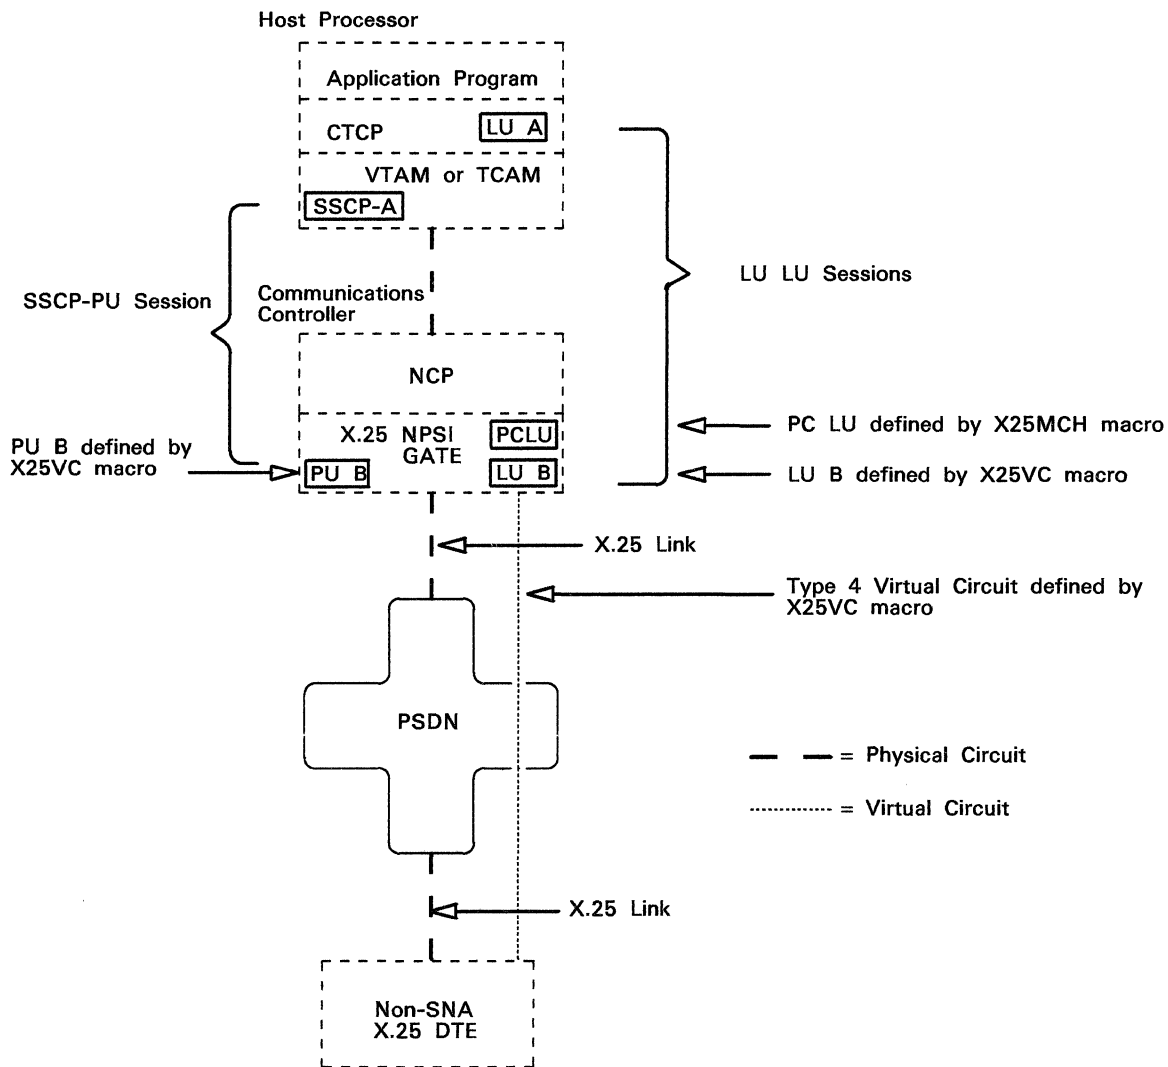 Host Processor
Application Program
CTCP
LU A
VTAM or TCAM
SSCP-A
LU LU Sessions
SSCP-PU Session
Communications
Controller
NCP
X.25 NPSI
GATE
PCLU
PU B
LU B
PU B defined by
X25VC macro
PC LU defined by X25MCH macro
LU B defined by X25VC macro
X.25 Link
Type 4 Virtual Circuit defined by
X25VC macro
PSDN
= Physical Circuit
= Virtual Circuit
X.25 Link
Non-SNA
X.25 DTE